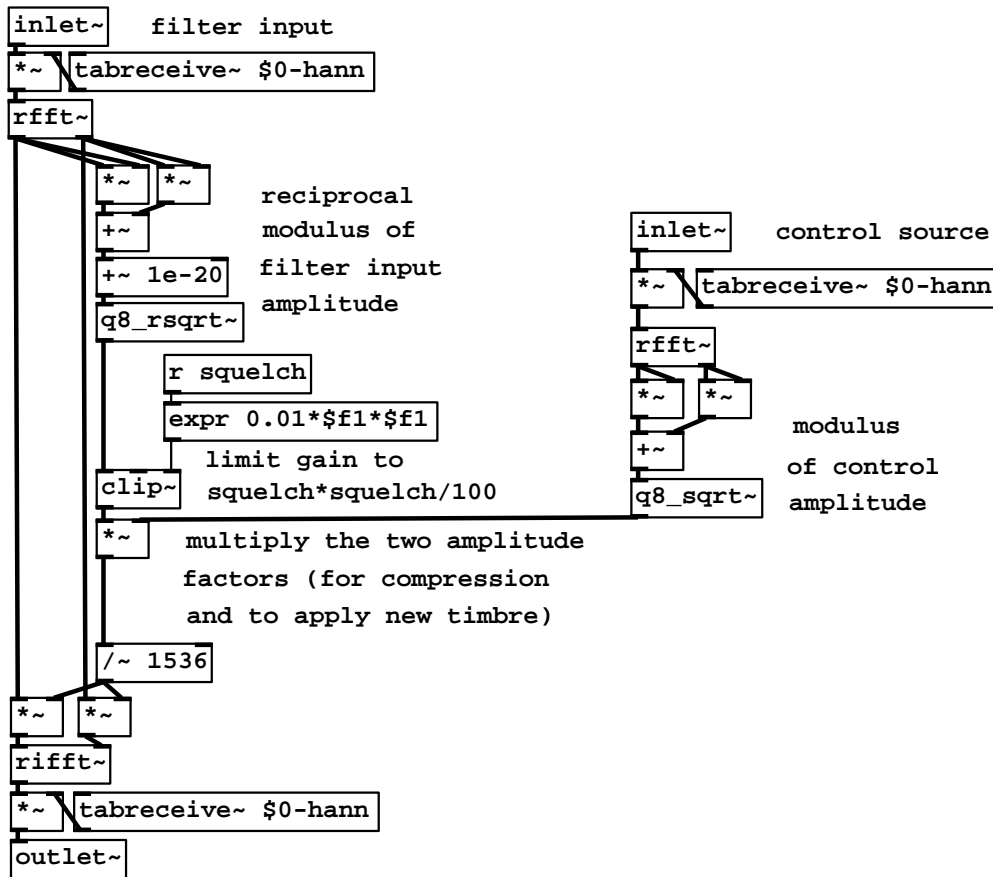 inlet~ filter input
*~ tabreceive~ $0-hann
rfft~
*~ *~
reciprocal
+~ modulus of
+~ 1e-20 filter input
amplitude
q8_rsqrt~
inlet~ control source
*~ tabreceive~ $0-hann
rfft~
*~ *~
modulus
+~
of control
q8_sqrt~ amplitude
r squelch
expr 0.01*$f1*$f1
limit gain to
clip~ squelch*squelch/100
*~ multiply the two amplitude
factors (for compression
and to apply new timbre)
/~ 1536
*~ *~
rifft~
*~ tabreceive~ $0-hann
outlet~